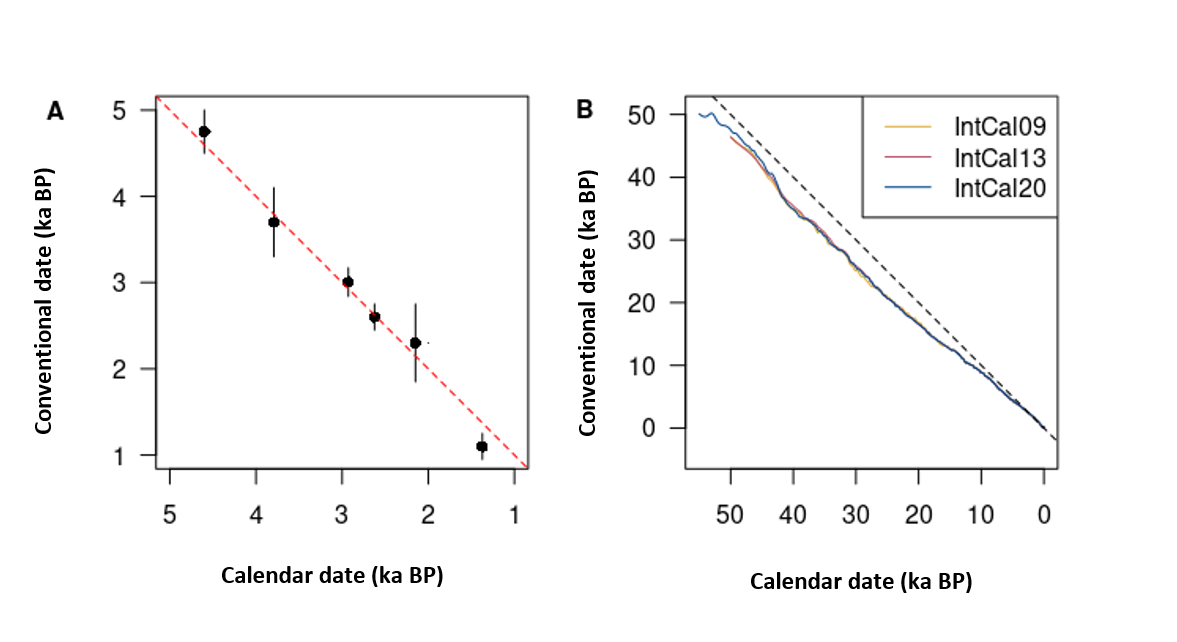 A
Conventional date (ka BP)
5
4
3
2
1
5 4 3 2 1
Calendar date (ka BP)
B
Conventional date (ka BP)
50
40
30
20
10
0
IntCal09
IntCal13
IntCal20
50 40 30 20 10 0
Calendar date (ka BP)